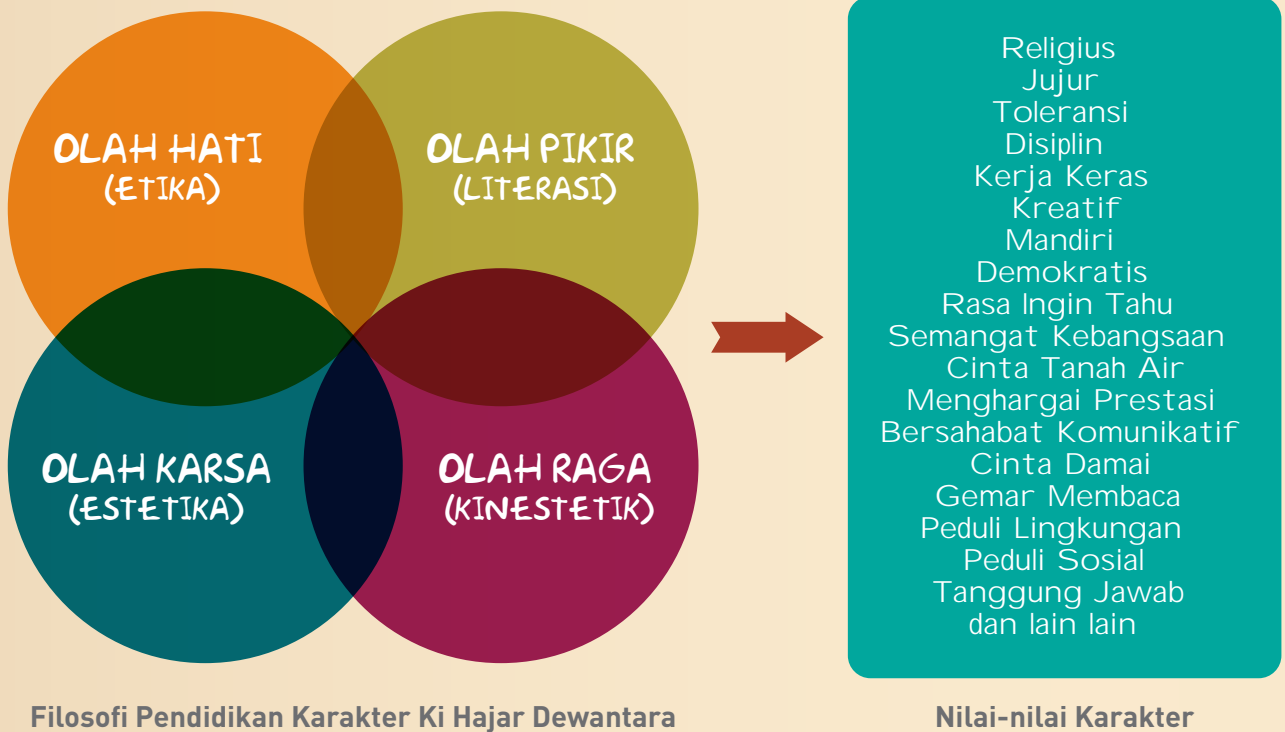 OLAH HATI
(ETIKA)
OLAH PIKIR
(LITERASI)
OLAH KARSA
(ESTETIKA)
OLAH RAGA
(KINESTETIK)
Filosofi Pendidikan Karakter Ki Hajar Dewantara
Religius
Jujur
Toleransi
Disiplin
Kerja Keras
Kreatif
Mandiri
Demokratis
Rasa Ingin Tahu
Semangat Kebangsaan
Cinta Tanah Air
Menghargai Prestasi
Bersahabat Komunikatif
Cinta Damai
Gemar Membaca
Peduli Lingkungan
Peduli Sosial
Tanggung Jawab
dan lain lain
Nilai-nilai Karakter